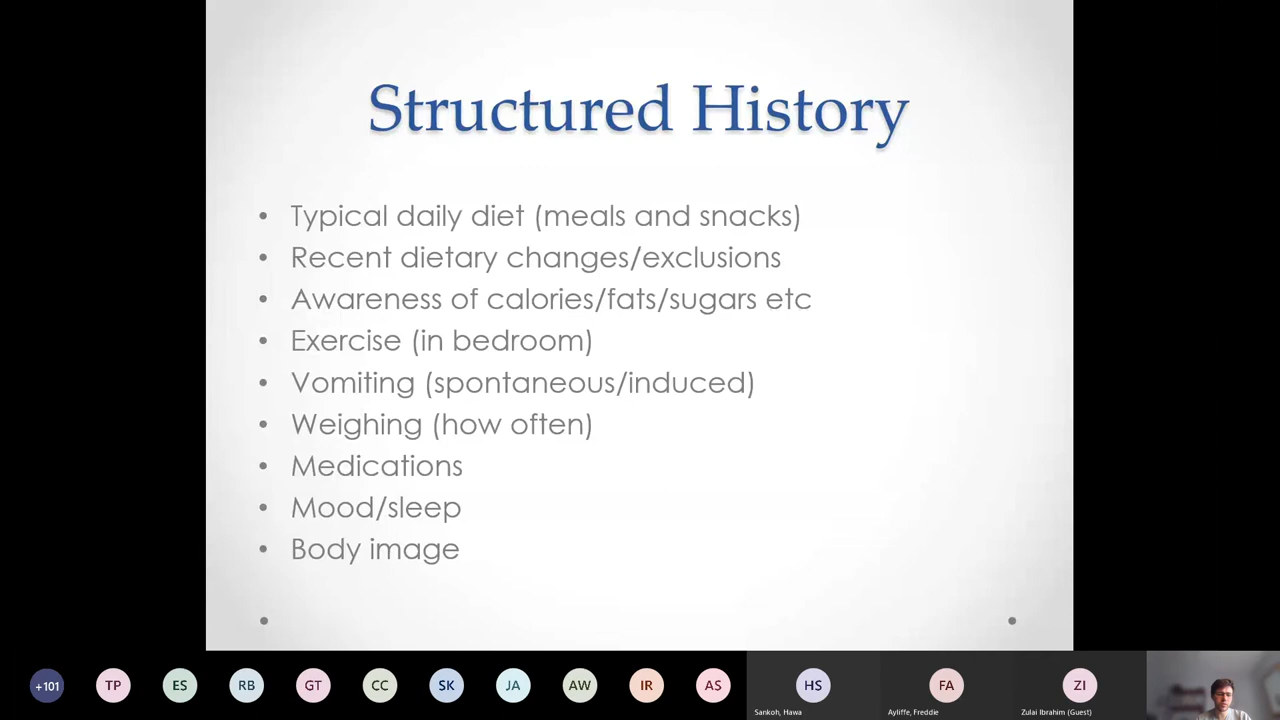 Structured History
• Typical daily diet (meals and snacks)
• Recent dietary changes/exclusions
• Awareness of calories/fats/sugars etc
• Exercise (in bedroom)
• Vomiting (spontaneous/induced)
• Weighing (how often)
• Medications
• Mood/sleep
• Body image
+101 TP ES RB GT CC SK JA AW IR AS HS FA ZI
Sankoh, Hawa Ayliffe, Freddie Zulai Ibrahim (Guest)